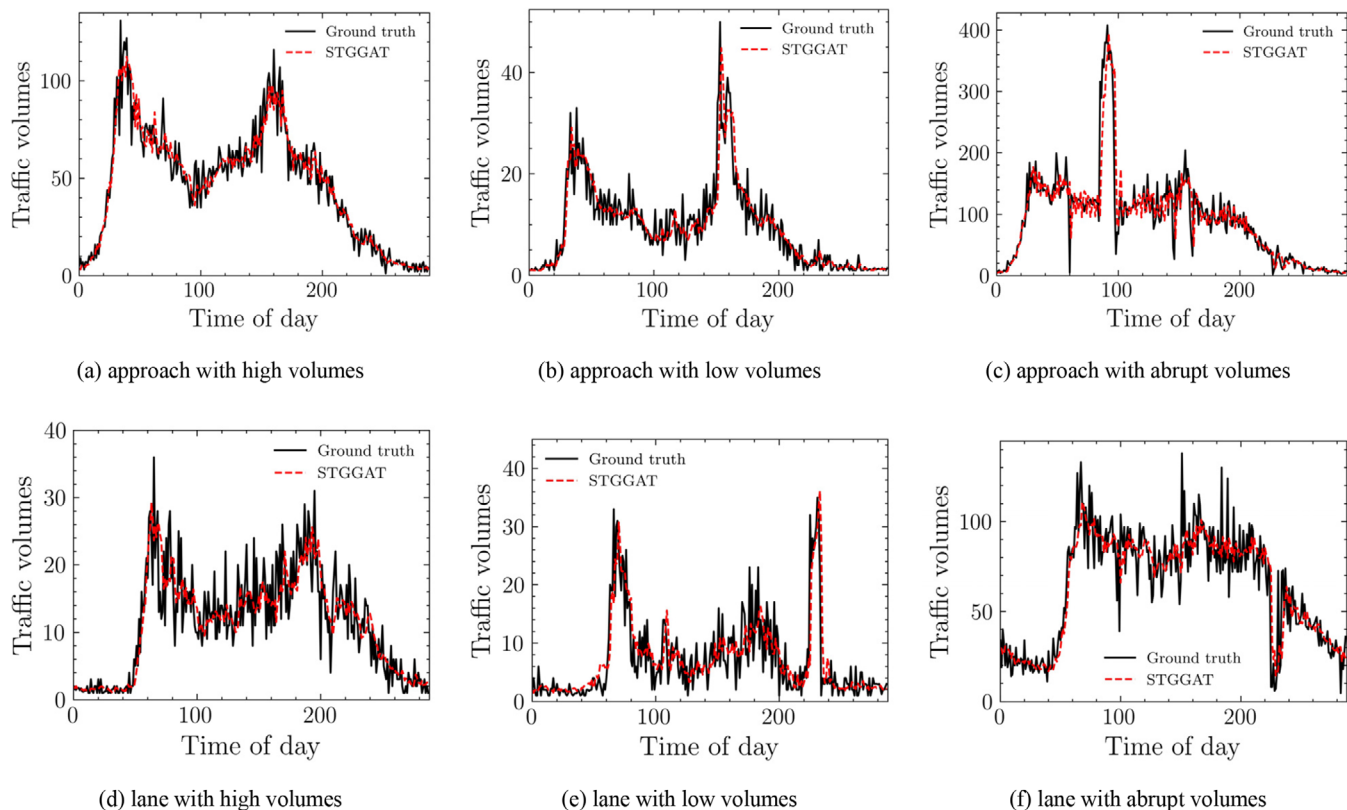 Traffic volumes
100
50
0
0
100
200
Time of day
Ground truth
STGGAT
(a) approach with high volumes
Traffic volumes
40
20
0
0
100
200
Time of day
Ground truth
STGGAT
(b) approach with low volumes
Traffic volumes
400
300
200
100
0
0
100
200
Time of day
Ground truth
STGGAT
(c) approach with abrupt volumes
Traffic volumes
40
30
20
10
0
0
100
200
Time of day
Ground truth
STGGAT
(d) lane with high volumes
Traffic volumes
40
30
20
10
0
0
100
200
Time of day
Ground truth
STGGAT
(e) lane with low volumes
Traffic volumes
100
50
0
0
100
200
Time of day
Ground truth
STGGAT
(f) lane with abrupt volumes